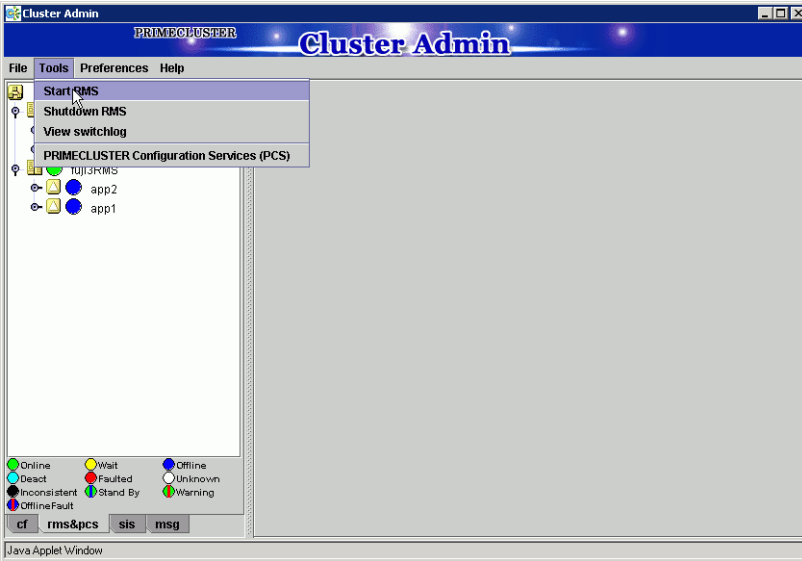 Cluster Admin
PRIMECLUSTER
Cluster Admin
File Tools Preferences Help
Start RMS
Shutdown RMS
View switchlog
PRIMECLUSTER Configuration Services (PCS)
fuji3RMS
app2
app1
Online Wait Offline
Deact Faulted Unknown
Inconsistent Stand By Warning
OfflineFault
cf rms&pcs sis msg
Java Applet Window